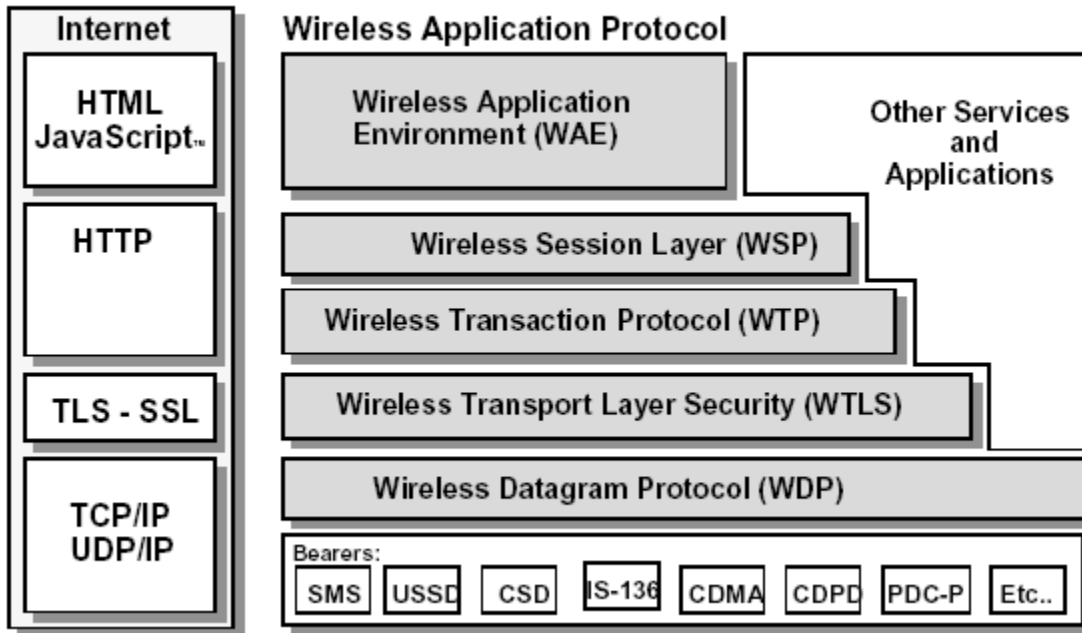 Internet
HTML
JavaScript™
HTTP
TLS - SSL
TCP/IP
UDP/IP
Wireless Application Protocol
Wireless Application
Environment (WAE)
Other Services
and
Applications
Wireless Session Layer (WSP)
Wireless Transaction Protocol (WTP)
Wireless Transport Layer Security (WTLS)
Wireless Datagram Protocol (WDP)
Bearers:
SMS USSD CSD IS-136 CDMA CDPD PDC-P Etc..